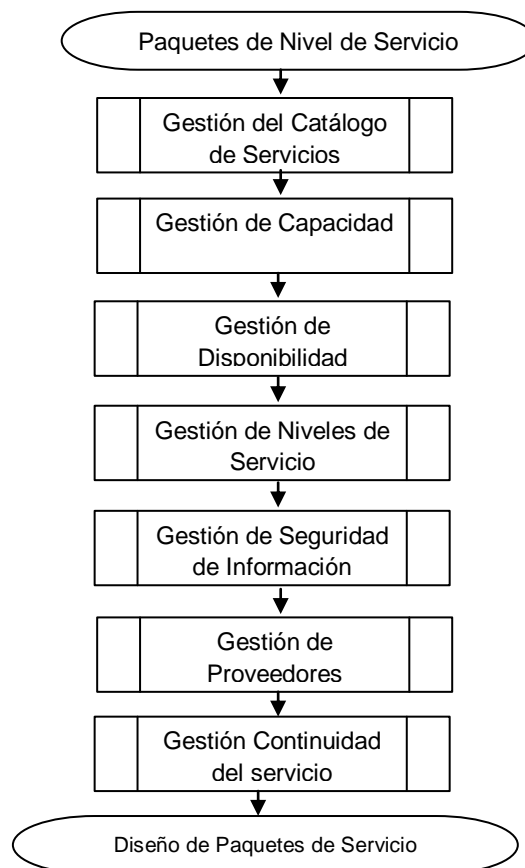 Paquetes de Nivel de Servicio
Gestión del Catálogo
de Servicios
Gestión de Capacidad
Gestión de
Disponibilidad
Gestión de Niveles de
Servicio
Gestión de Seguridad
de Información
Gestión de
Proveedores
Gestión Continuidad
del servicio
Diseño de Paquetes de Servicio